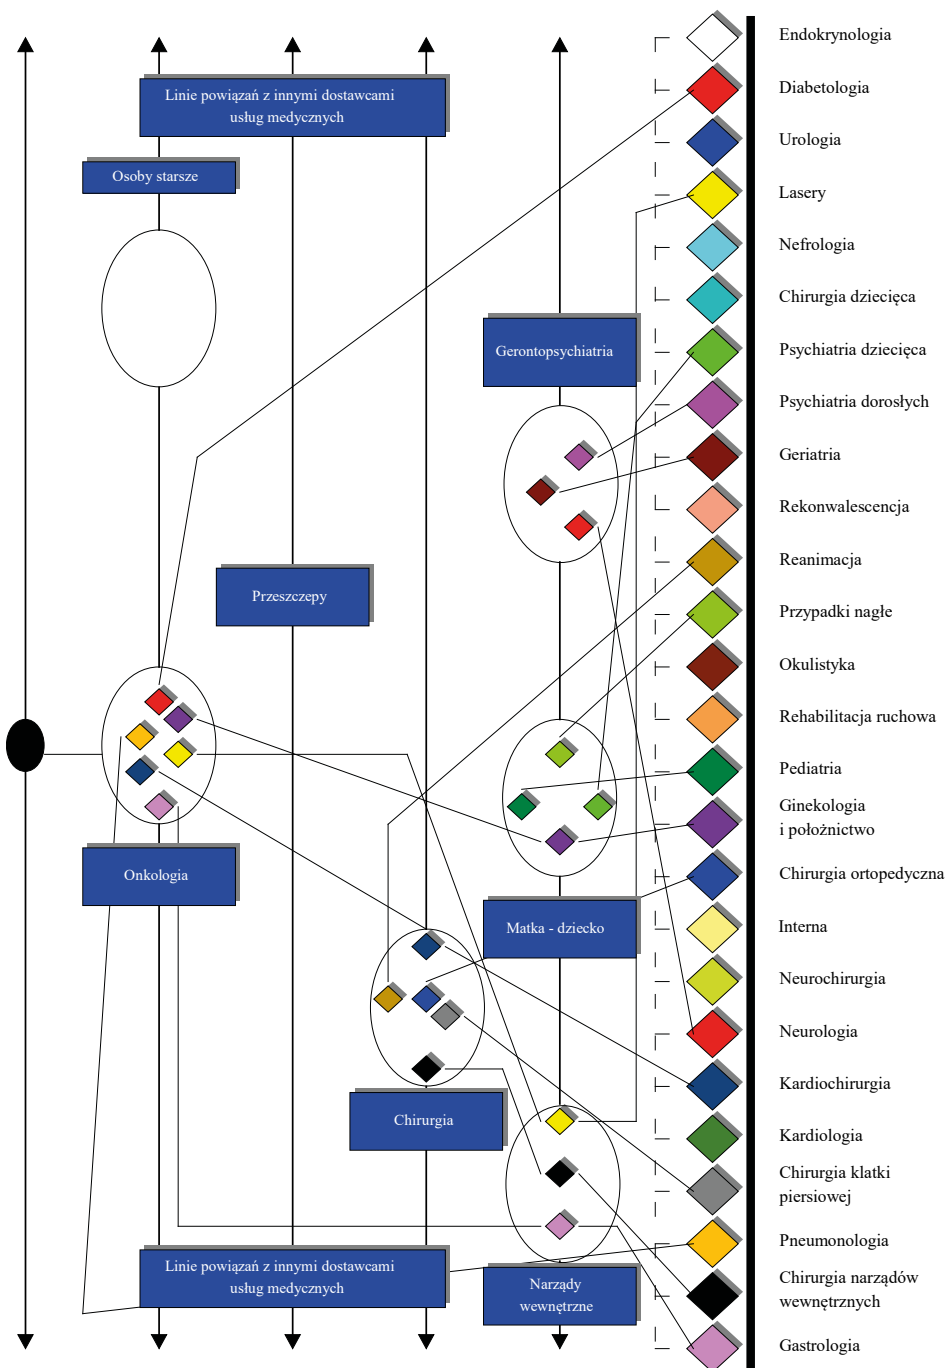 Linie powiązań z innymi dostawcami
usług medycznych
Osoby starsze
Gerontopsychiatria
Przeszczepy
Onkologia
Matka - dziecko
Chirurgia
Linie powiązań z innymi dostawcami
usług medycznych
Narządy
wewnętrzne
Endokrynologia
Diabetologia
Urologia
Lasery
Nefrologia
Chirurgia dziecięca
Psychiatria dziecięca
Psychiatria dorosłych
Geriatria
Rekonwalescencja
Reanimacja
Przypadki nagłe
Okulistyka
Rehabilitacja ruchowa
Pediatria
Ginekologia
i położnictwo
Chirurgia ortopedyczna
Interna
Neurochirurgia
Neurologia
Kardiochirurgia
Kardiologia
Chirurgia klatki
piersiowej
Pneumonologia
Chirurgia narządów
wewnętrznych
Gastrologia